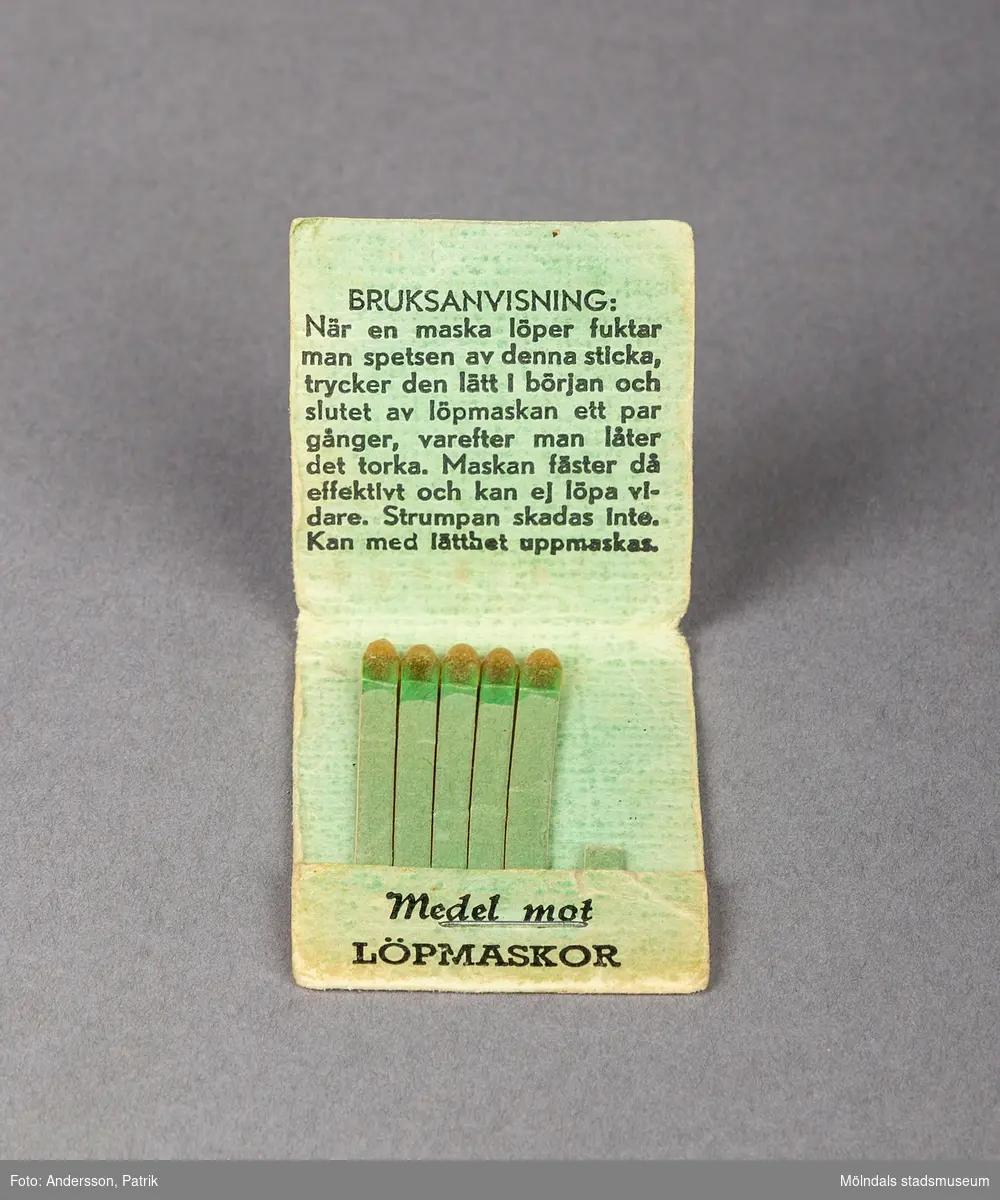 BRUKSANVISNING:
När en maska löper fuktar
man spetsen av denna sticka,
trycker den lätt i början och
slutet av löpmaskan ett par
gånger, varefter man låter
det torka. Maskan fäster då
effektivt och kan ej löpa vi-
dare. Strumpan skadas inte.
Kan med lätthet uppmaskas.
Medel mot
LÖPMASKOR
Foto: Andersson, Patrik
Mölndals stadsmuseum